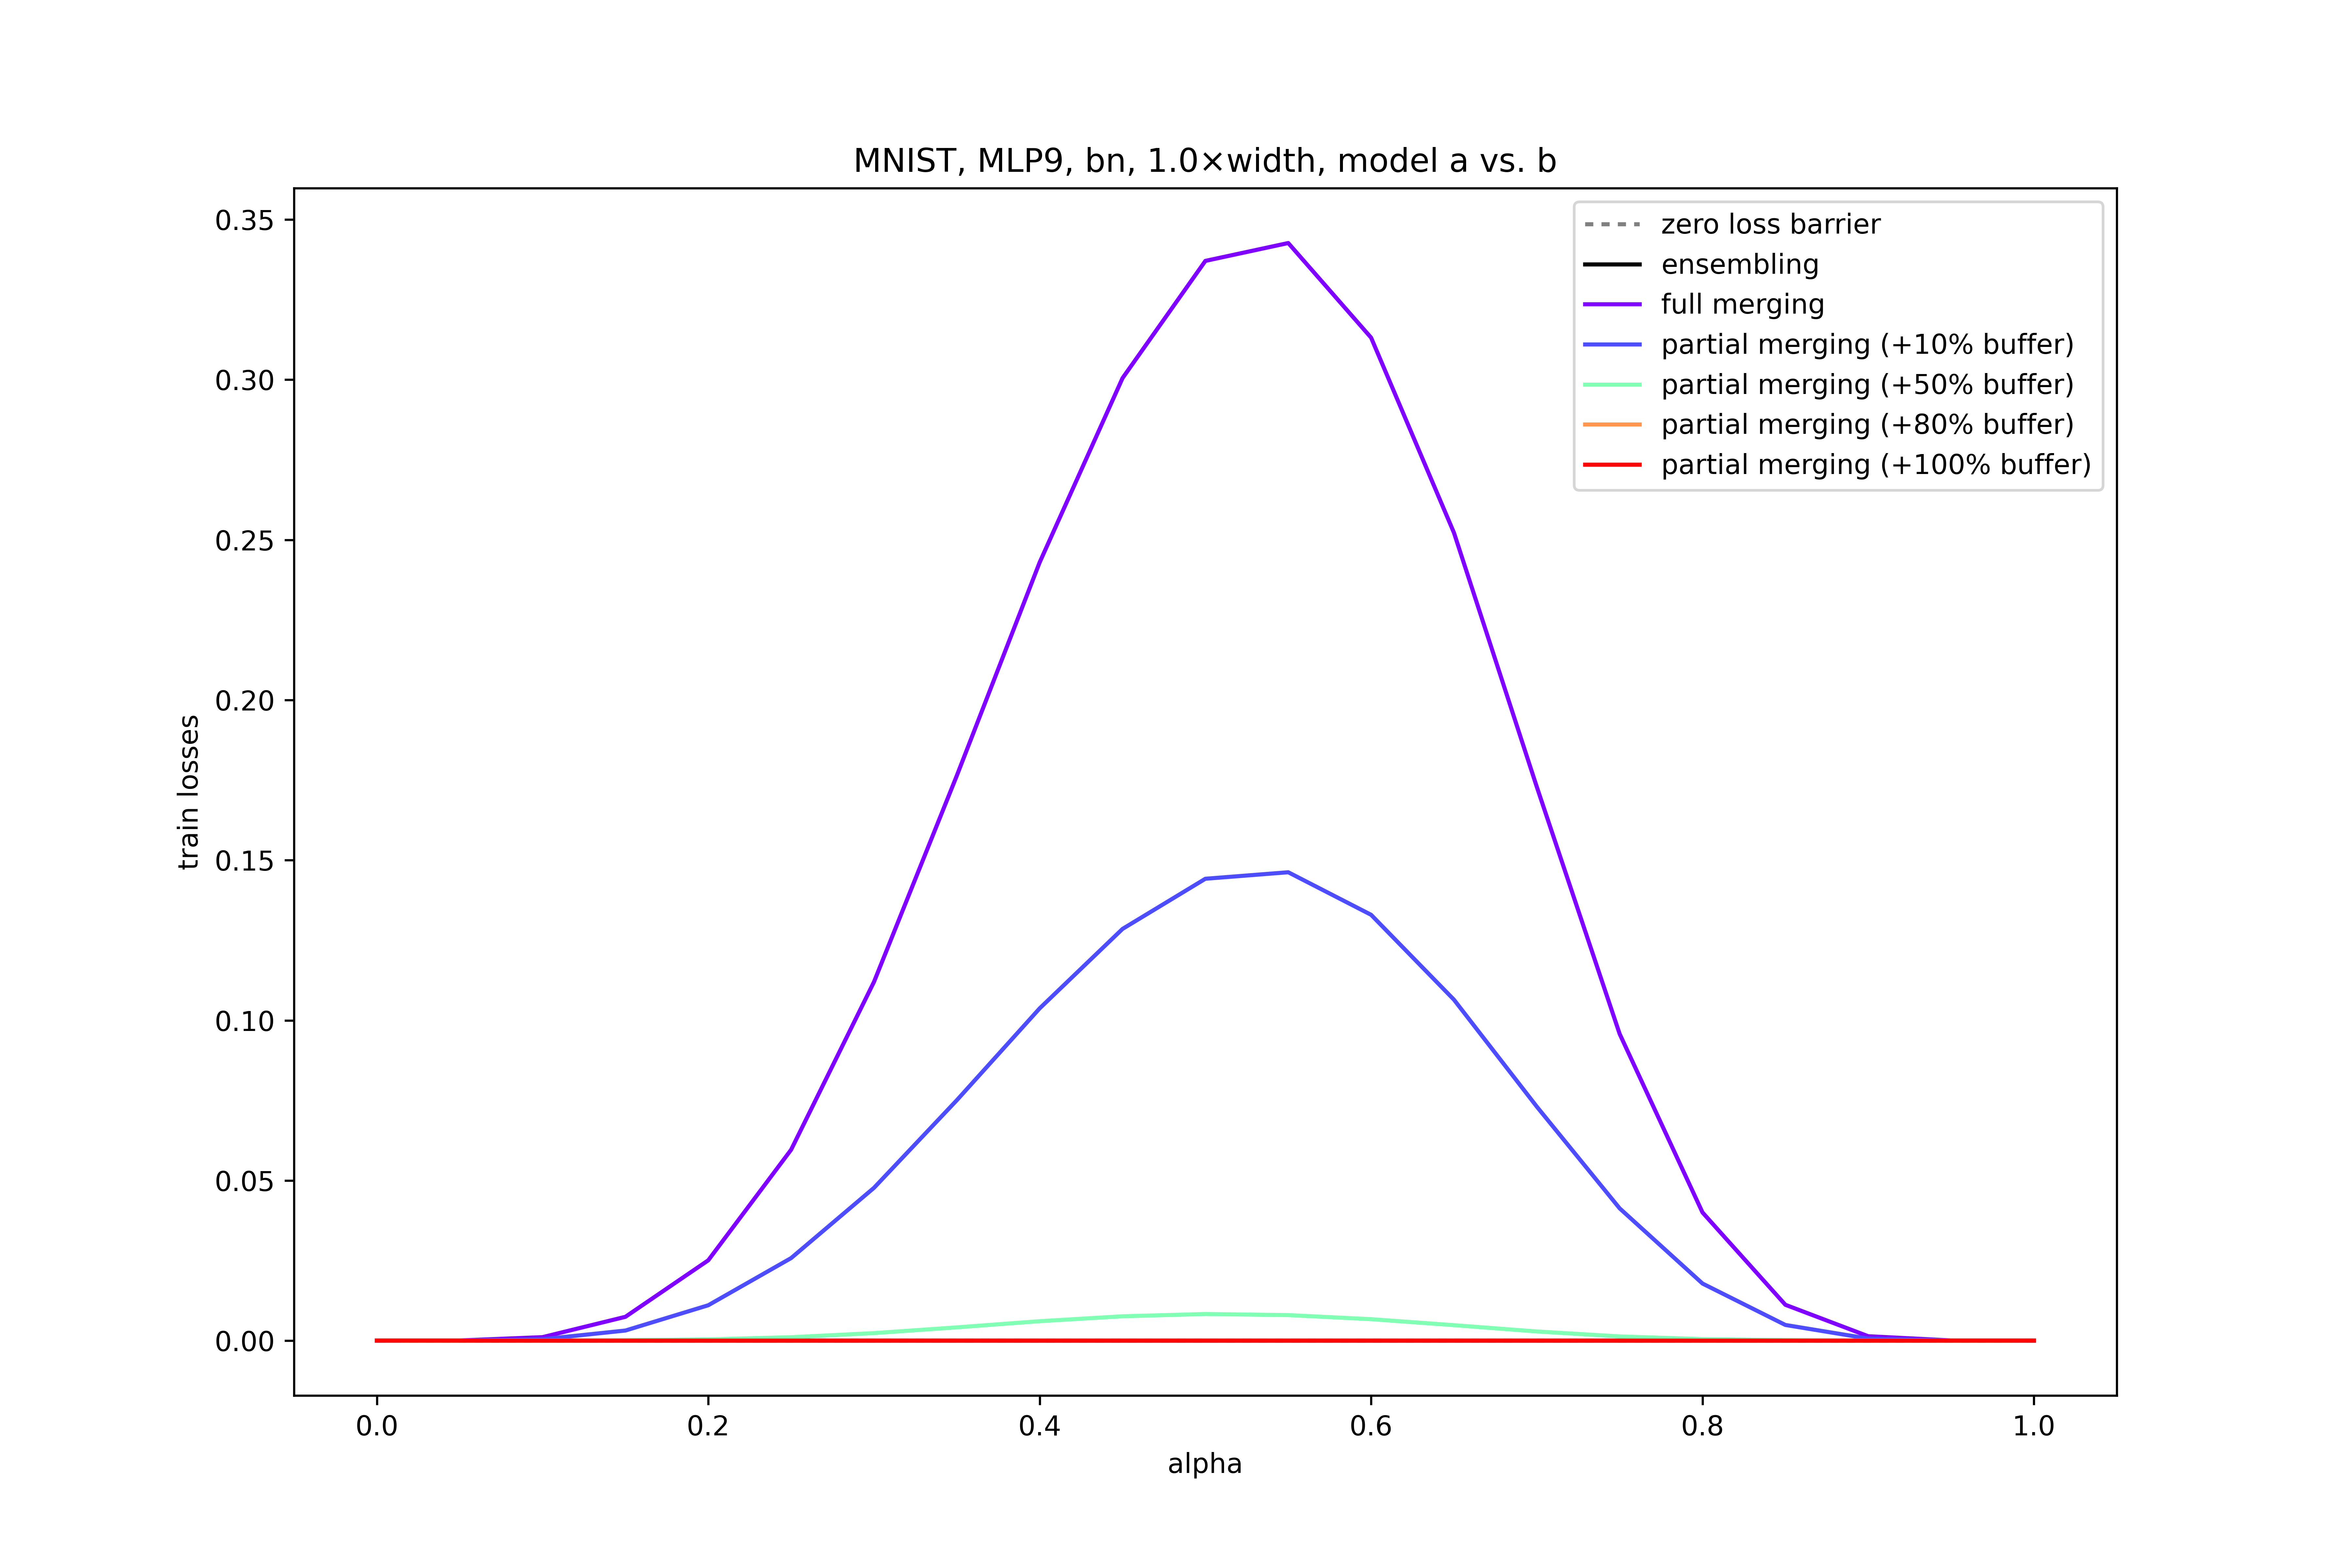 MNIST, MLP9, bn, 1.0×width, model a vs. b
zero loss barrier
ensembling
full merging
partial merging (+10% buffer)
partial merging (+50% buffer)
partial merging (+80% buffer)
partial merging (+100% buffer)
0.35
0.30
0.25
0.20
0.15
0.10
0.05
0.00
train losses
0.0 0.2 0.4 0.6 0.8 1.0
alpha